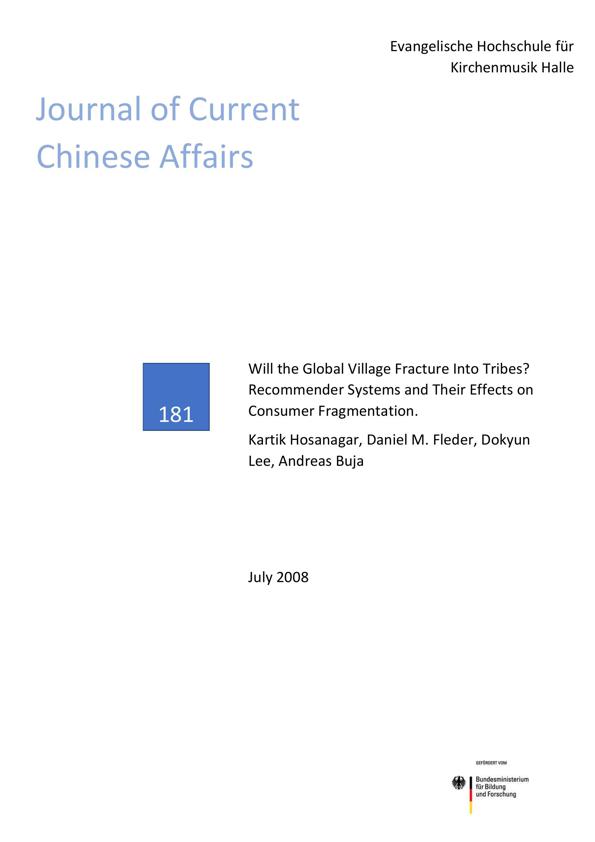 Evangelische Hochschule für
Kirchenmusik Halle
Journal of Current
Chinese Affairs
181
Will the Global Village Fracture Into Tribes?
Recommender Systems and Their Effects on
Consumer Fragmentation.
Kartik Hosanagar, Daniel M. Fleder, Dokyun
Lee, Andreas Buja
July 2008
GEFÖRDERT VOM
Bundesministerium
für Bildung
und Forschung